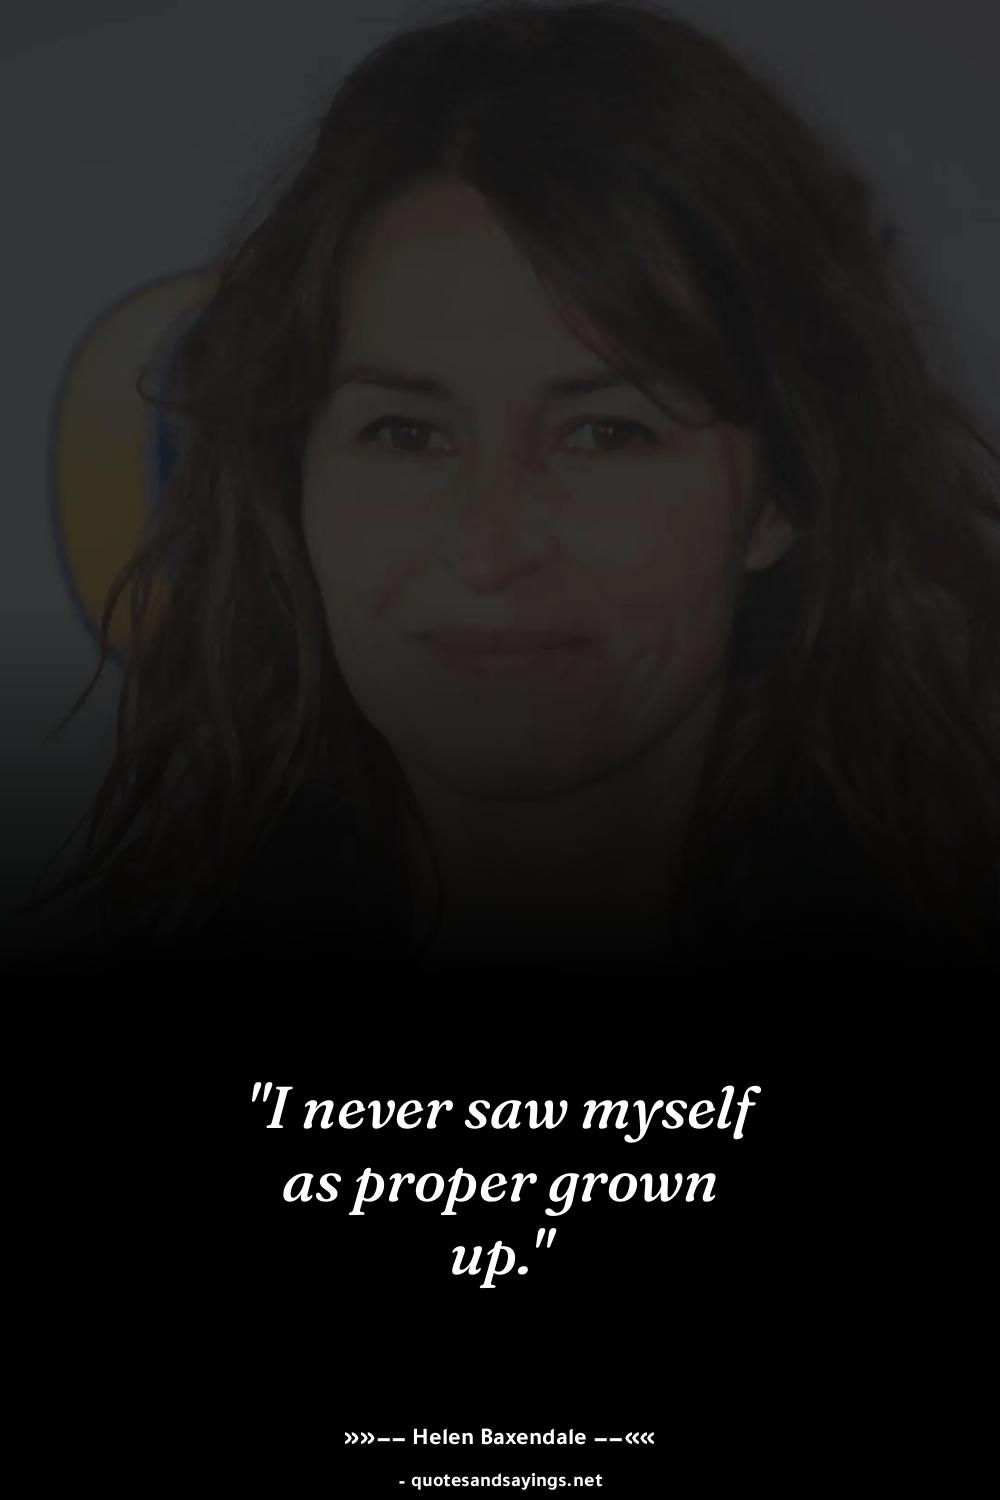 "I never saw myself
as proper grown
up."
»»–– Helen Baxendale ––««
- quotesandsayings.net